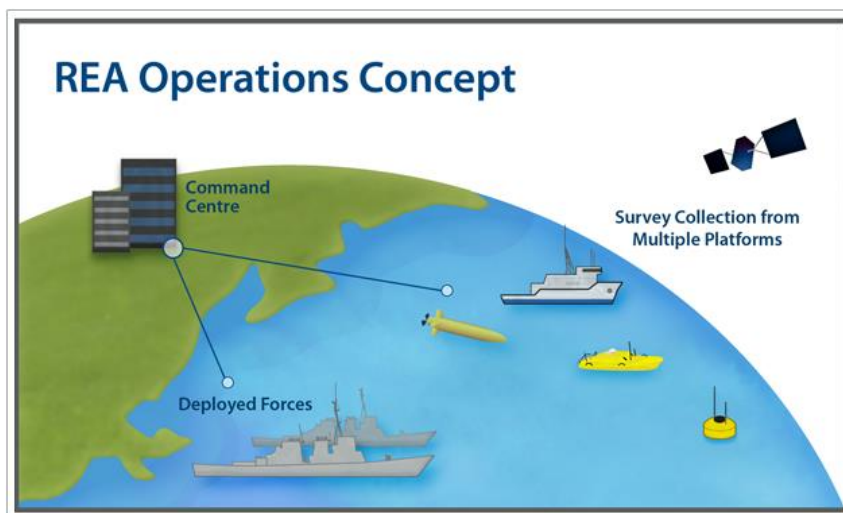 REA Operations Concept
Command
Centre
Survey Collection from
Multiple Platforms
Deployed Forces